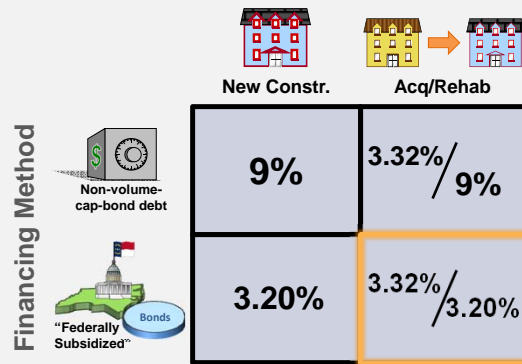 New Constr.
Acq/Rehab
Financing Method
$
Non-volume-
cap-bond debt
9%
3.32%/9%
Bonds
"Federally
Subsidized"
3.20%
3.32%/3.20%